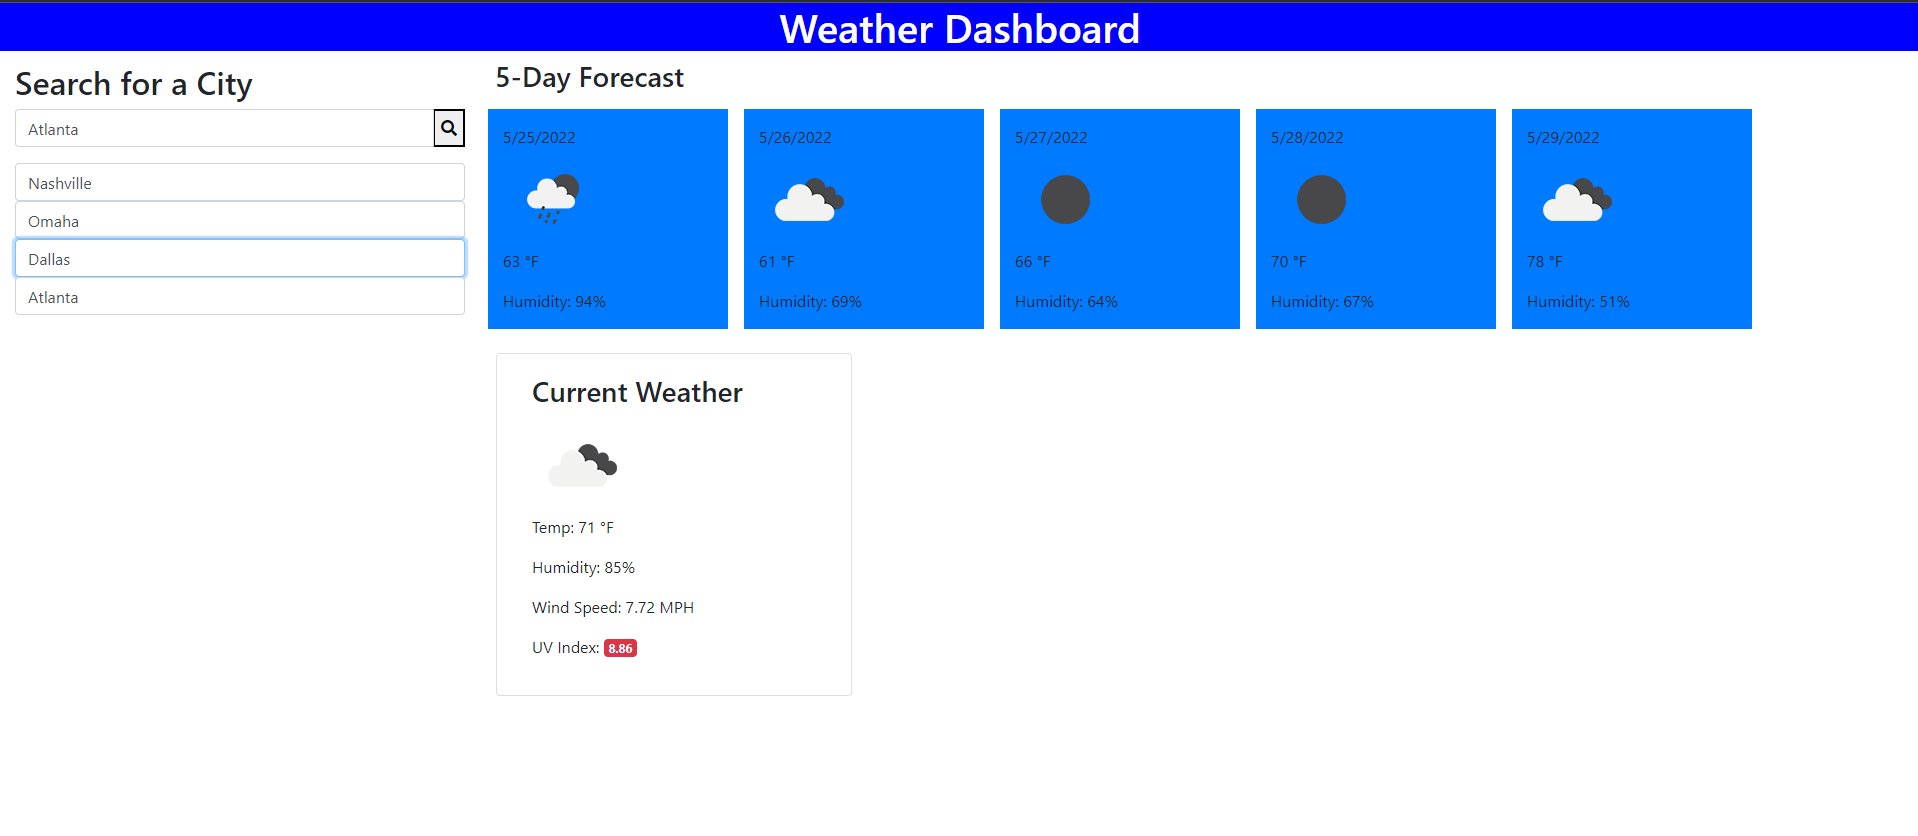 Weather Dashboard
Search for a City
Atlanta
Nashville
Omaha
Dallas
Atlanta
5-Day Forecast
5/25/2022
63 °F
Humidity: 94%
5/26/2022
61 °F
Humidity: 69%
5/27/2022
66 °F
Humidity: 64%
5/28/2022
70 °F
Humidity: 67%
5/29/2022
78 °F
Humidity: 51%
Current Weather
Temp: 71 °F
Humidity: 85%
Wind Speed: 7.72 MPH
UV Index: 8.86